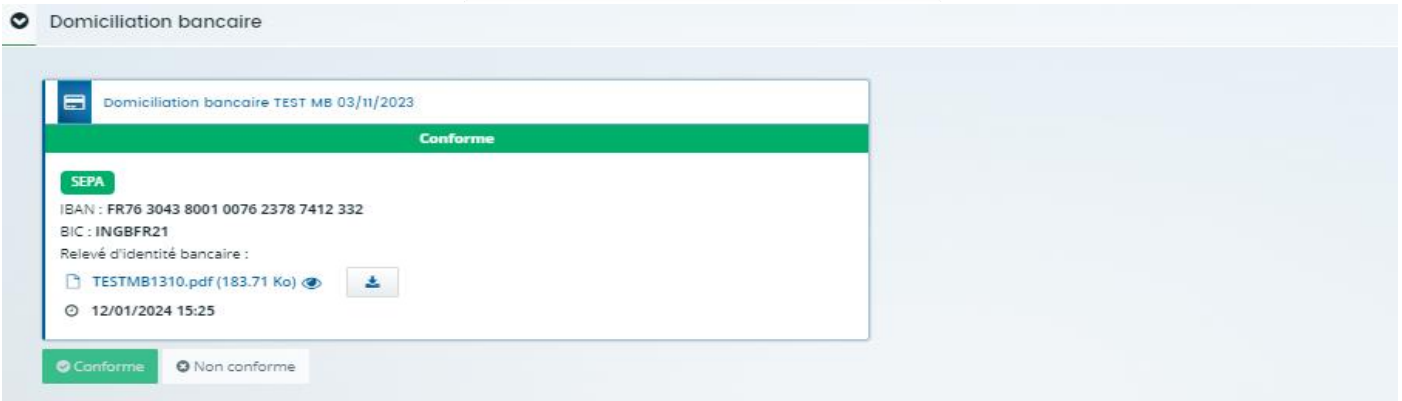 Domiciliation bancaire
Domiciliation bancaire TEST MB 03/11/2023
Conforme
SEPA
IBAN : FR76 3043 8001 0076 2378 7412 332
BIC : INGBFR21
Relevé d'identité bancaire :
TESTMB1310.pdf (183.71 Ko)
12/01/2024 15:25
Conforme Non conforme